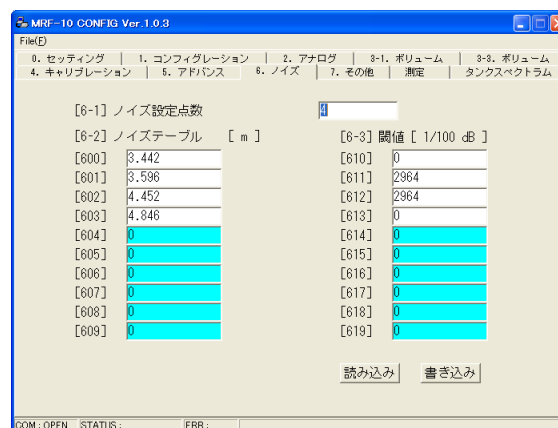 MRF-10 CONFIG Ver.1.0.3
File(F)
0. セッティング 1. コンフィグレーション 2. アナログ 3-1. ボリューム 3-3. ボリューム
4. キャリブレーション 5. アドバンス 6. ノイズ 7. その他 測定 タンクスペクトラム
[6-1] ノイズ設定点数 4
[6-2] ノイズテーブル [ m ] [6-3] 閾値 [ 1/100 dB ]
[600] 3.442 [610] 0
[601] 3.596 [611] 2964
[602] 4.452 [612] 2964
[603] 4.846 [613] 0
[604] 0 [614] 0
[605] 0 [615] 0
[606] 0 [616] 0
[607] 0 [617] 0
[608] 0 [618] 0
[609] 0 [619] 0
読み込み 書き込み
COM : OPEN STATUS : ERR :